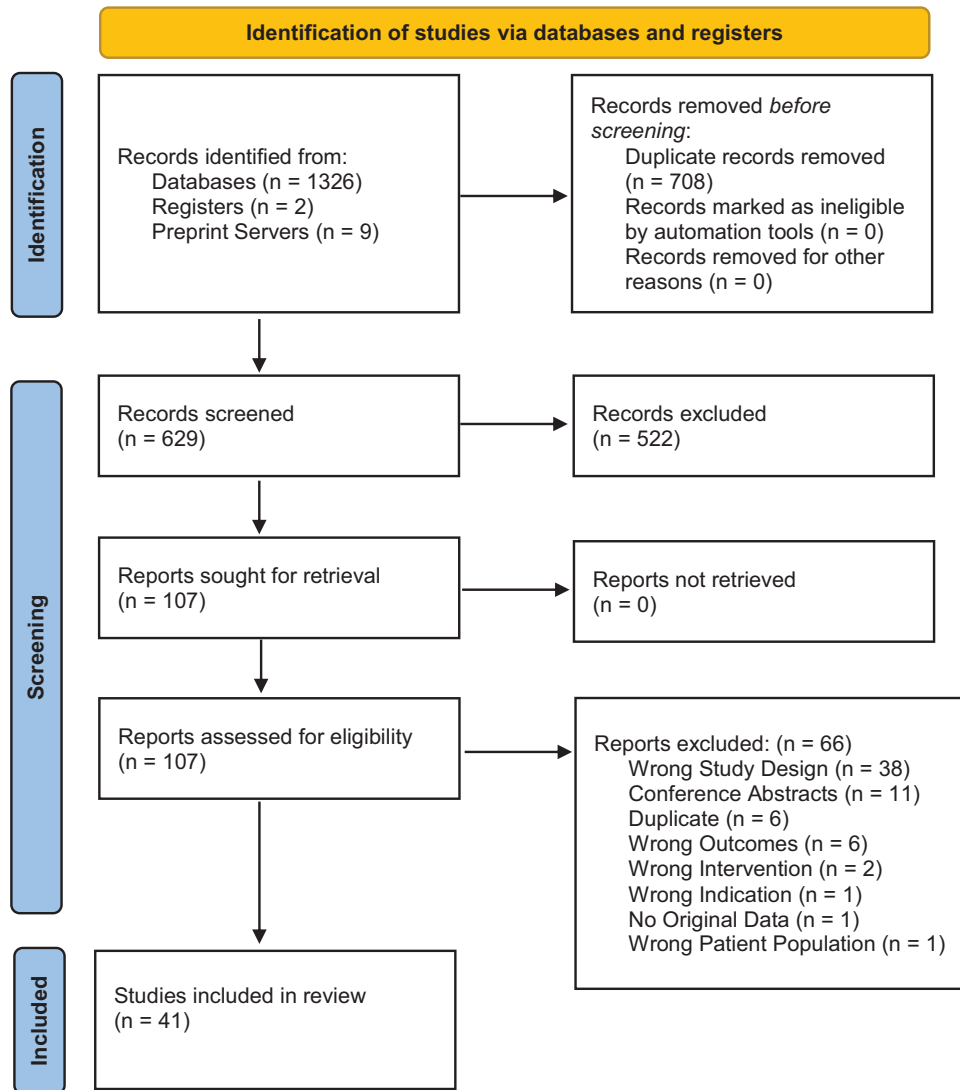 Identification of studies via databases and registers
Identification
Records identified from:
Databases (n = 1326)
Registers (n = 2)
Preprint Servers (n = 9)
Records removed before
screening:
Duplicate records removed
(n = 708)
Records marked as ineligible
by automation tools (n = 0)
Records removed for other
reasons (n = 0)
Screening
Records screened
(n = 629)
Records excluded
(n = 522)
Reports sought for retrieval
(n = 107)
Reports not retrieved
(n = 0)
Reports assessed for eligibility
(n = 107)
Reports excluded: (n = 66)
Wrong Study Design (n = 38)
Conference Abstracts (n = 11)
Duplicate (n = 6)
Wrong Outcomes (n = 6)
Wrong Intervention (n = 2)
Wrong Indication (n = 1)
No Original Data (n = 1)
Wrong Patient Population (n = 1)
Included
Studies included in review
(n = 41)